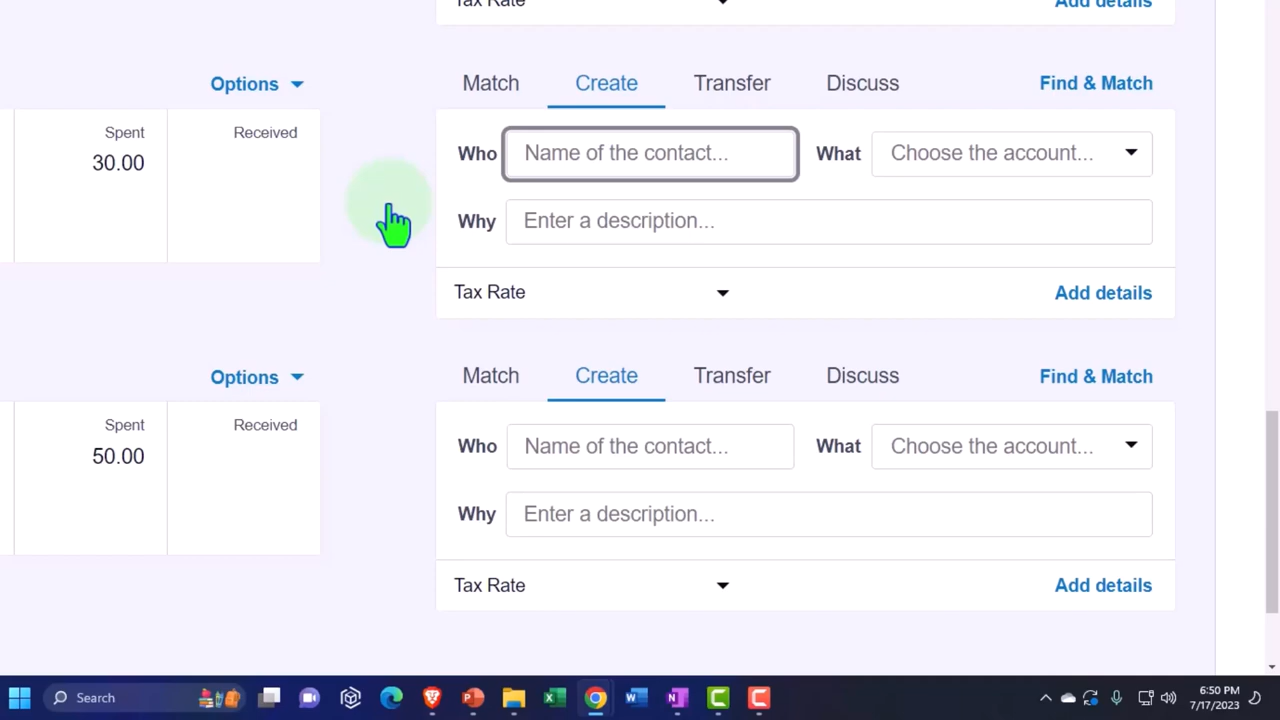 Tax Rate Add details
Options Match Create Transfer Discuss Find & Match
Spent Received
30.00
Who Name of the contact... What Choose the account...
Why Enter a description...
Tax Rate Add details
Options Match Create Transfer Discuss Find & Match
Spent Received
50.00
Who Name of the contact... What Choose the account...
Why Enter a description...
Tax Rate Add details
Search
6:50 PM
7/17/2023